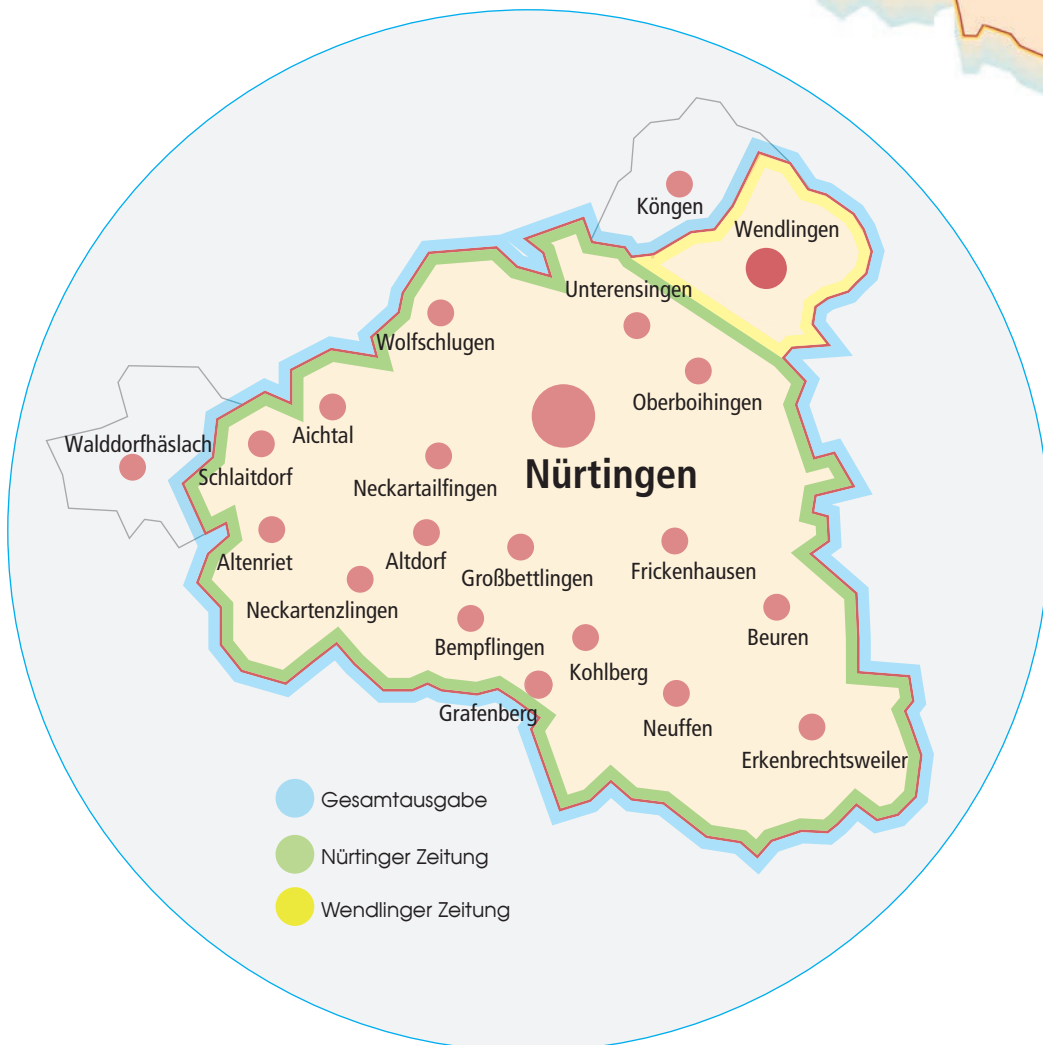 Köngen
Wendlingen
Unterensingen
Wolfschlugen
Oberboihingen
Aichtal
Walddorfhäslach
Schlaitdorf
Neckartailfingen
Nürtingen
Altenriet
Altdorf
Großbettlingen
Frickenhausen
Neckartenzlingen
Beuren
Bempflingen
Kohlberg
Grafenberg
Neuffen
Erkenbrechtsweiler
Gesamtausgabe
Nürtinger Zeitung
Wendlinger Zeitung